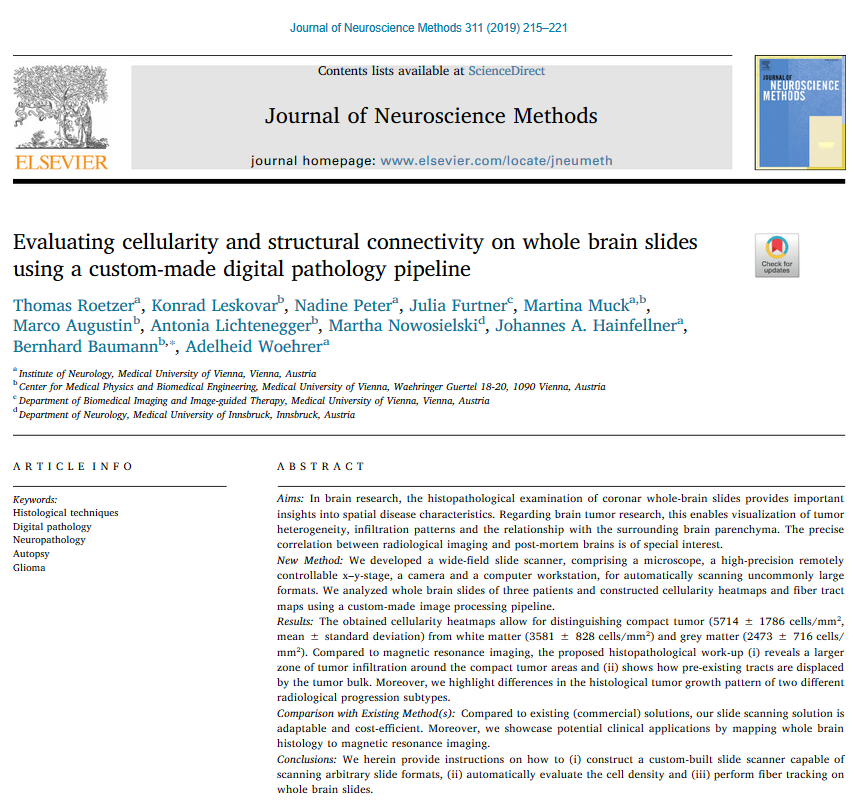 Journal of Neuroscience Methods 311 (2019) 215–221
Contents lists available at ScienceDirect
Journal of Neuroscience Methods
journal homepage: www.elsevier.com/locate/jneumeth
ELSEVIER
JOURNAL OF
NEUROSCIENCE
METHODS
Evaluating cellularity and structural connectivity on whole brain slides
using a custom-made digital pathology pipeline
Check for
updates
Thomas Roetzerᵃ, Konrad Leskovarᵇ, Nadine Peterᵃ, Julia Furtnerᶜ, Martina Muckᵃ,ᵇ,
Marco Augustinᵇ, Antonia Lichteneggerᵇ, Martha Nowosielskiᵈ, Johannes A. Hainfellnerᵃ,
Bernhard Baumannᵇ,*, Adelheid Woehrerᵃ
ᵃ Institute of Neurology, Medical University of Vienna, Vienna, Austria
ᵇ Center for Medical Physics and Biomedical Engineering, Medical University of Vienna, Waehringer Guertel 18-20, 1090 Vienna, Austria
ᶜ Department of Biomedical Imaging and Image-guided Therapy, Medical University of Vienna, Vienna, Austria
ᵈ Department of Neurology, Medical University of Innsbruck, Innsbruck, Austria
ARTICLE INFO
Keywords:
Histological techniques
Digital pathology
Neuropathology
Autopsy
Glioma
ABSTRACT
Aims: In brain research, the histopathological examination of coronar whole-brain slides provides important
insights into spatial disease characteristics. Regarding brain tumor research, this enables visualization of tumor
heterogeneity, infiltration patterns and the relationship with the surrounding brain parenchyma. The precise
correlation between radiological imaging and post-mortem brains is of special interest.
New Method: We developed a wide-field slide scanner, comprising a microscope, a high-precision remotely
controllable x–y-stage, a camera and a computer workstation, for automatically scanning uncommonly large
formats. We analyzed whole brain slides of three patients and constructed cellularity heatmaps and fiber tract
maps using a custom-made image processing pipeline.
Results: The obtained cellularity heatmaps allow for distinguishing compact tumor (5714 ± 1786 cells/mm²,
mean ± standard deviation) from white matter (3581 ± 828 cells/mm²) and grey matter (2473 ± 716 cells/
mm²). Compared to magnetic resonance imaging, the proposed histopathological work-up (i) reveals a larger
zone of tumor infiltration around the compact tumor areas and (ii) shows how pre-existing tracts are displaced
by the tumor bulk. Moreover, we highlight differences in the histological tumor growth pattern of two different
radiological progression subtypes.
Comparison with Existing Method(s): Compared to existing (commercial) solutions, our slide scanning solution is
adaptable and cost-efficient. Moreover, we showcase potential clinical applications by mapping whole brain
histology to magnetic resonance imaging.
Conclusions: We herein provide instructions on how to (i) construct a custom-built slide scanner capable of
scanning arbitrary slide formats, (ii) automatically evaluate the cell density and (iii) perform fiber tracking on
whole brain slides.